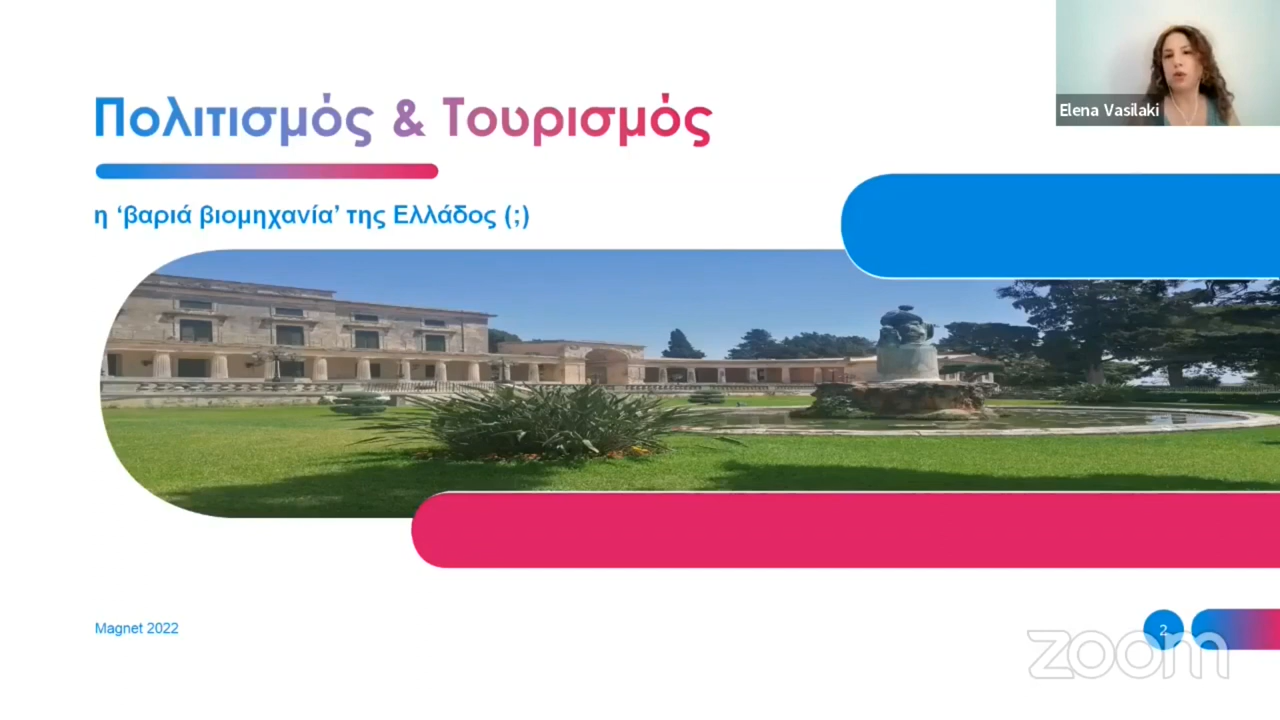 Elena Vasilaki
Πολιτισμός & Τουρισμός
η ‘βαριά βιομηχανία’ της Ελλάδος (;)
Magnet 2022
2
zoom